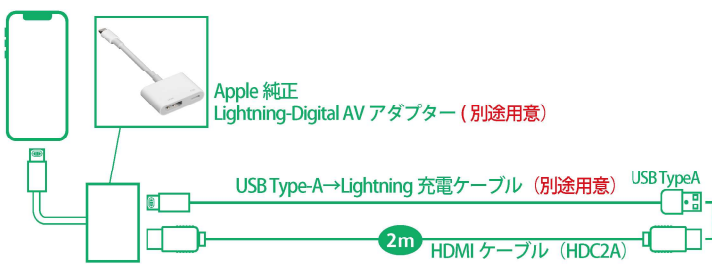 Apple 純正
Lightning-Digital AV アダプター ( 別途用意)
USB Type-A→Lightning 充電ケーブル（別途用意）
USB TypeA
2m
HDMI ケーブル（HDC2A）